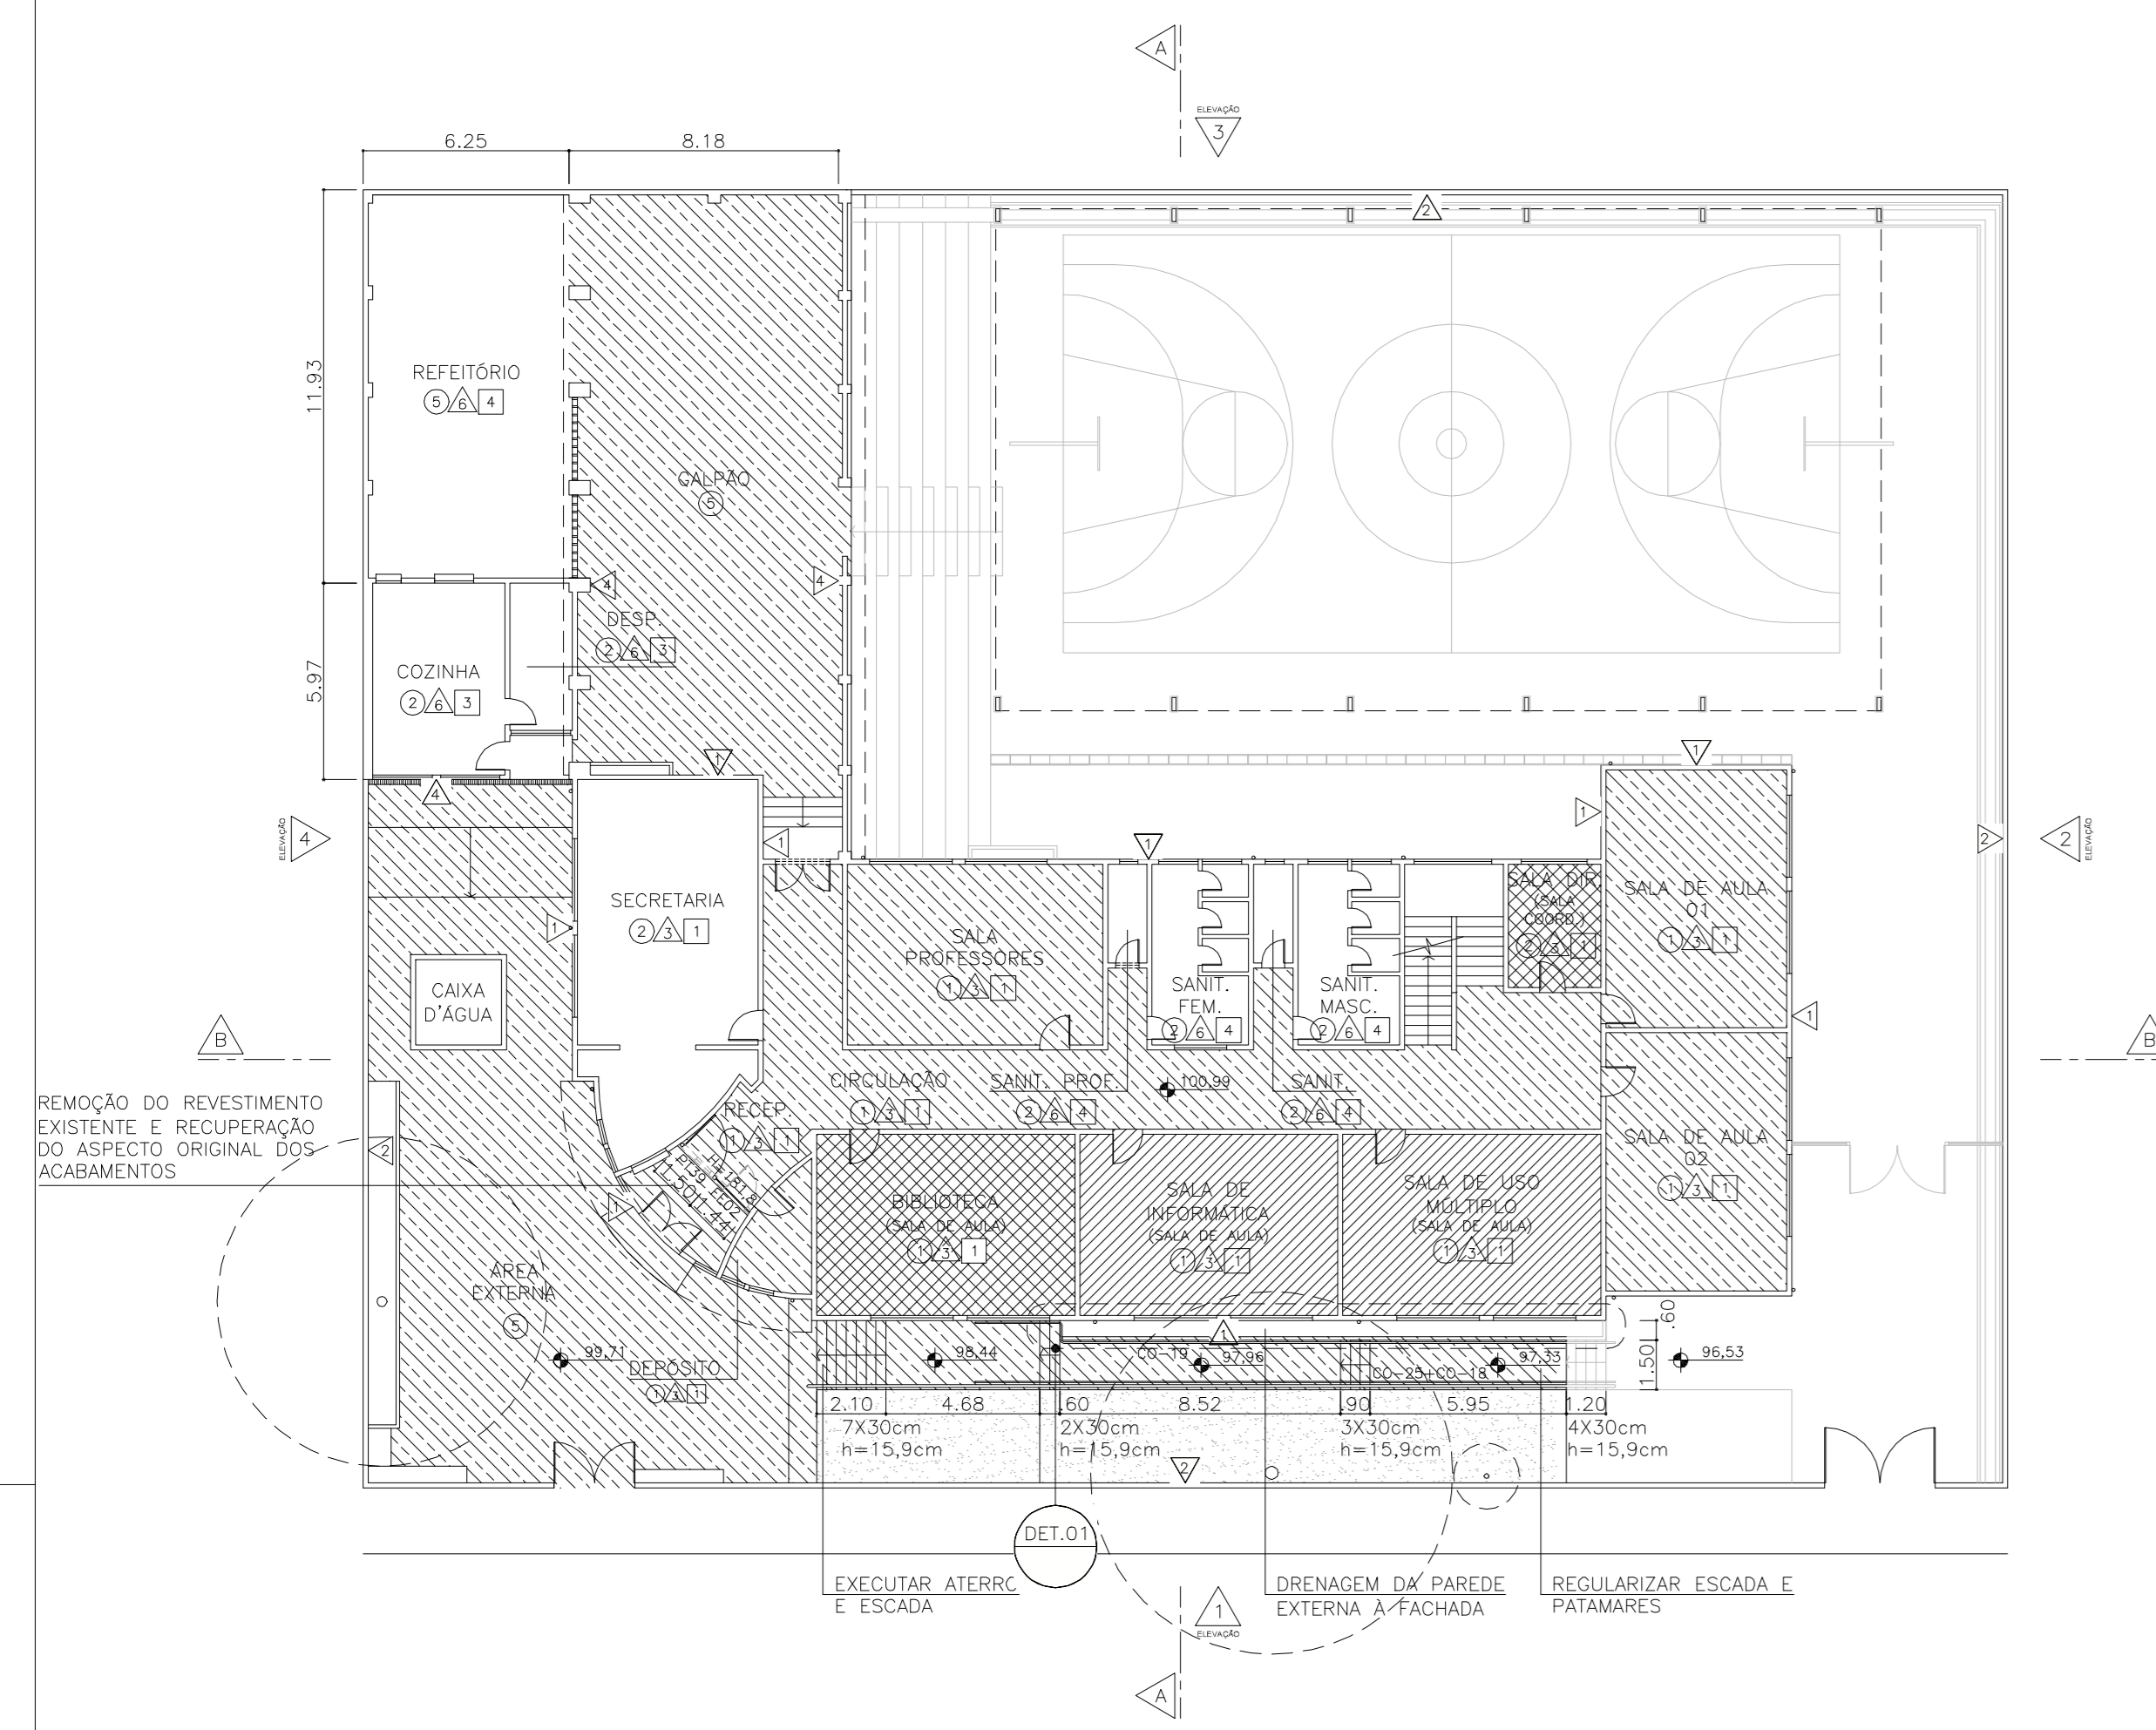 A
ELEVAÇÃO
3
6.25
8.18
2
11.93
REFEITÓRIO
5 6 4
GALPÃO
5
4
4
DESP.
2 6 3
5.97
COZINHA
2 6 3
1
1
4
ELEVAÇÃO
4
1
1
1
2
2
ELEVAÇÃO
SECRETARIA
2 3 1
1
SALA
PROFESSORES
1 3 1
SALA DIR.
(SALA
COORD.)
2 3 1
SALA DE AULA
01
1 3 1
CAIXA
D'ÁGUA
SANIT.
FEM.
2 6 4
SANIT.
MASC.
2 6 4
1
B
B
CIRCULAÇÃO
1 3 1
SANIT. PROF.
2 6 4
100,99
SANIT.
2 6 4
RECEP.
1 3 1
REMOÇÃO DO REVESTIMENTO
EXISTENTE E RECUPERAÇÃO
DO ASPECTO ORIGINAL DOS
ACABAMENTOS
2
SALA DE AULA
02
1 3 1
H=181.8
P139 EE02
1.50/1.44
1
BIBLIOTECA
(SALA DE AULA)
1 3 1
SALA DE
INFORMÁTICA
(SALA DE AULA)
1 3 1
SALA DE USO
MÚLTIPLO
(SALA DE AULA)
1 3 1
ÁREA
EXTERNA
5
1
.60
1.50
99,71
DEPÓSITO
1 3 1
98,44
CO-19
97,96
CO-25+CO-18
97,33
96,53
2.10
4.68
.60
8.52
.90
5.95
1.20
7X30cm
h=15,9cm
2X30cm
h=15,9cm
3X30cm
h=15,9cm
4X30cm
h=15,9cm
2
DET.01
EXECUTAR ATERRO
E ESCADA
DRENAGEM DA PAREDE
EXTERNA À FACHADA
REGULARIZAR ESCADA E
PATAMARES
1
ELEVAÇÃO
A